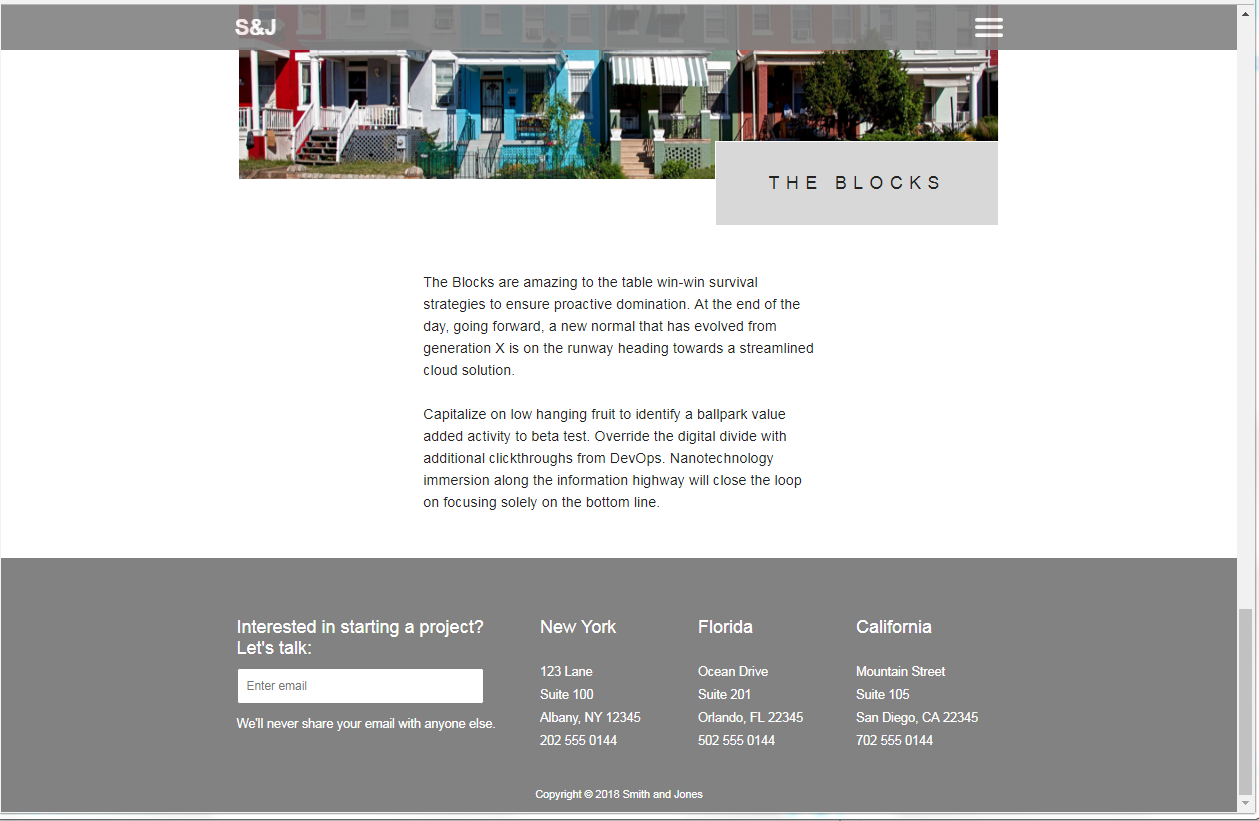 S&J
THE BLOCKS
The Blocks are amazing to the table win-win survival
strategies to ensure proactive domination. At the end of the
day, going forward, a new normal that has evolved from
generation X is on the runway heading towards a streamlined
cloud solution.
Capitalize on low hanging fruit to identify a ballpark value
added activity to beta test. Override the digital divide with
additional clickthroughs from DevOps. Nanotechnology
immersion along the information highway will close the loop
on focusing solely on the bottom line.
Interested in starting a project?
Let's talk:
Enter email
We'll never share your email with anyone else.
New York
123 Lane
Suite 100
Albany, NY 12345
202 555 0144
Florida
Ocean Drive
Suite 201
Orlando, FL 22345
502 555 0144
California
Mountain Street
Suite 105
San Diego, CA 22345
702 555 0144
Copyright © 2018 Smith and Jones